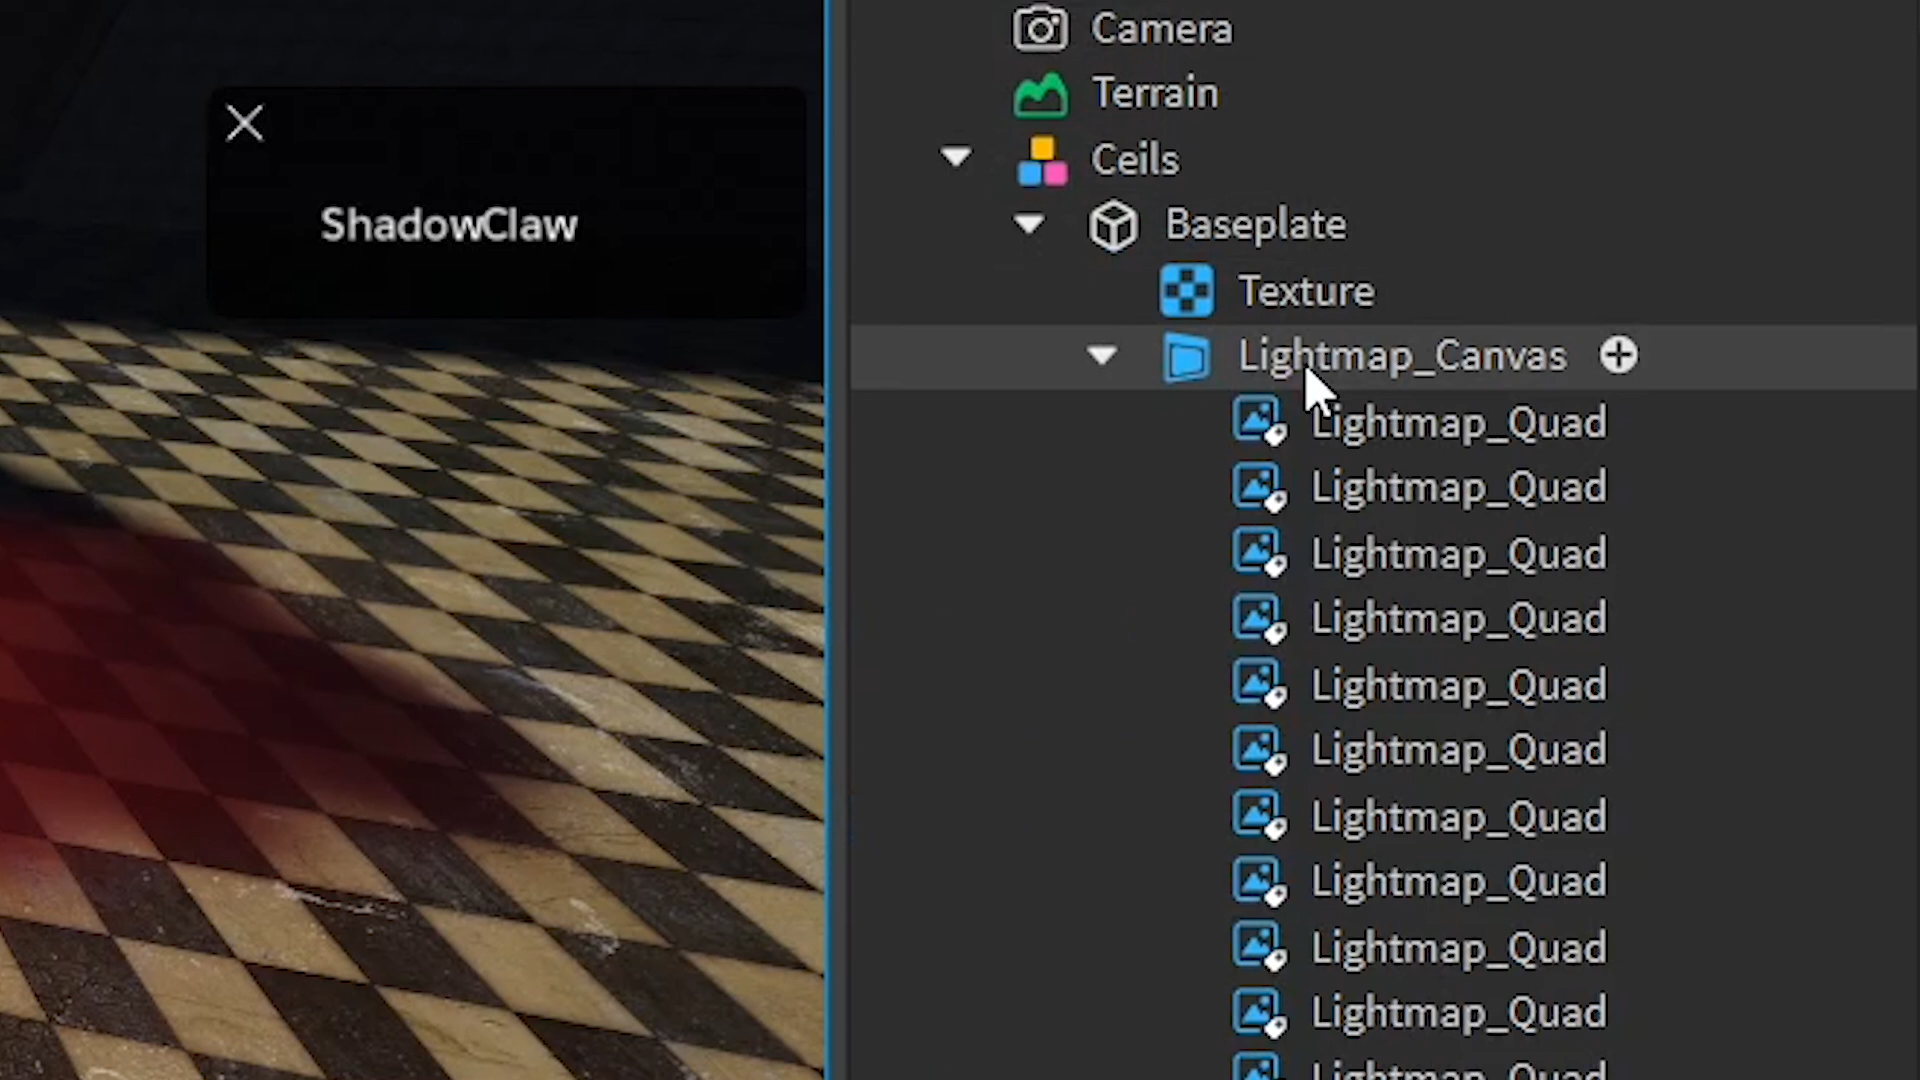 Camera
Terrain
Ceils
Baseplate
Texture
Lightmap_Canvas
Lightmap_Quad
Lightmap_Quad
Lightmap_Quad
Lightmap_Quad
Lightmap_Quad
Lightmap_Quad
Lightmap_Quad
Lightmap_Quad
Lightmap_Quad
Lightmap_Quad
ShadowClaw